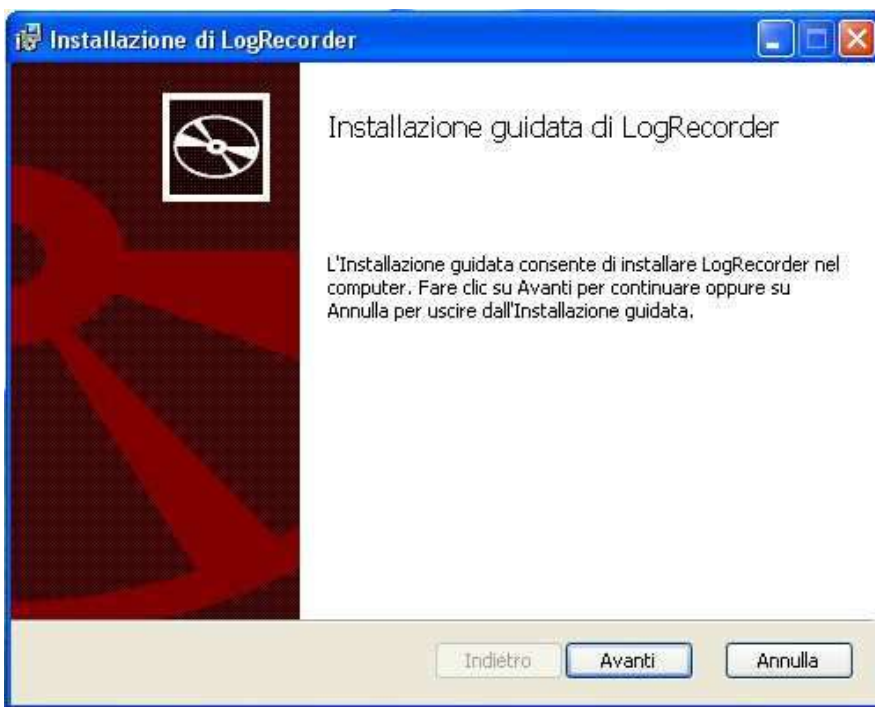 Installazione di LogRecorder
Installazione guidata di LogRecorder
L'Installazione guidata consente di installare LogRecorder nel
computer. Fare clic su Avanti per continuare oppure su
Annulla per uscire dall'Installazione guidata.
Indietro
Avanti
Annulla